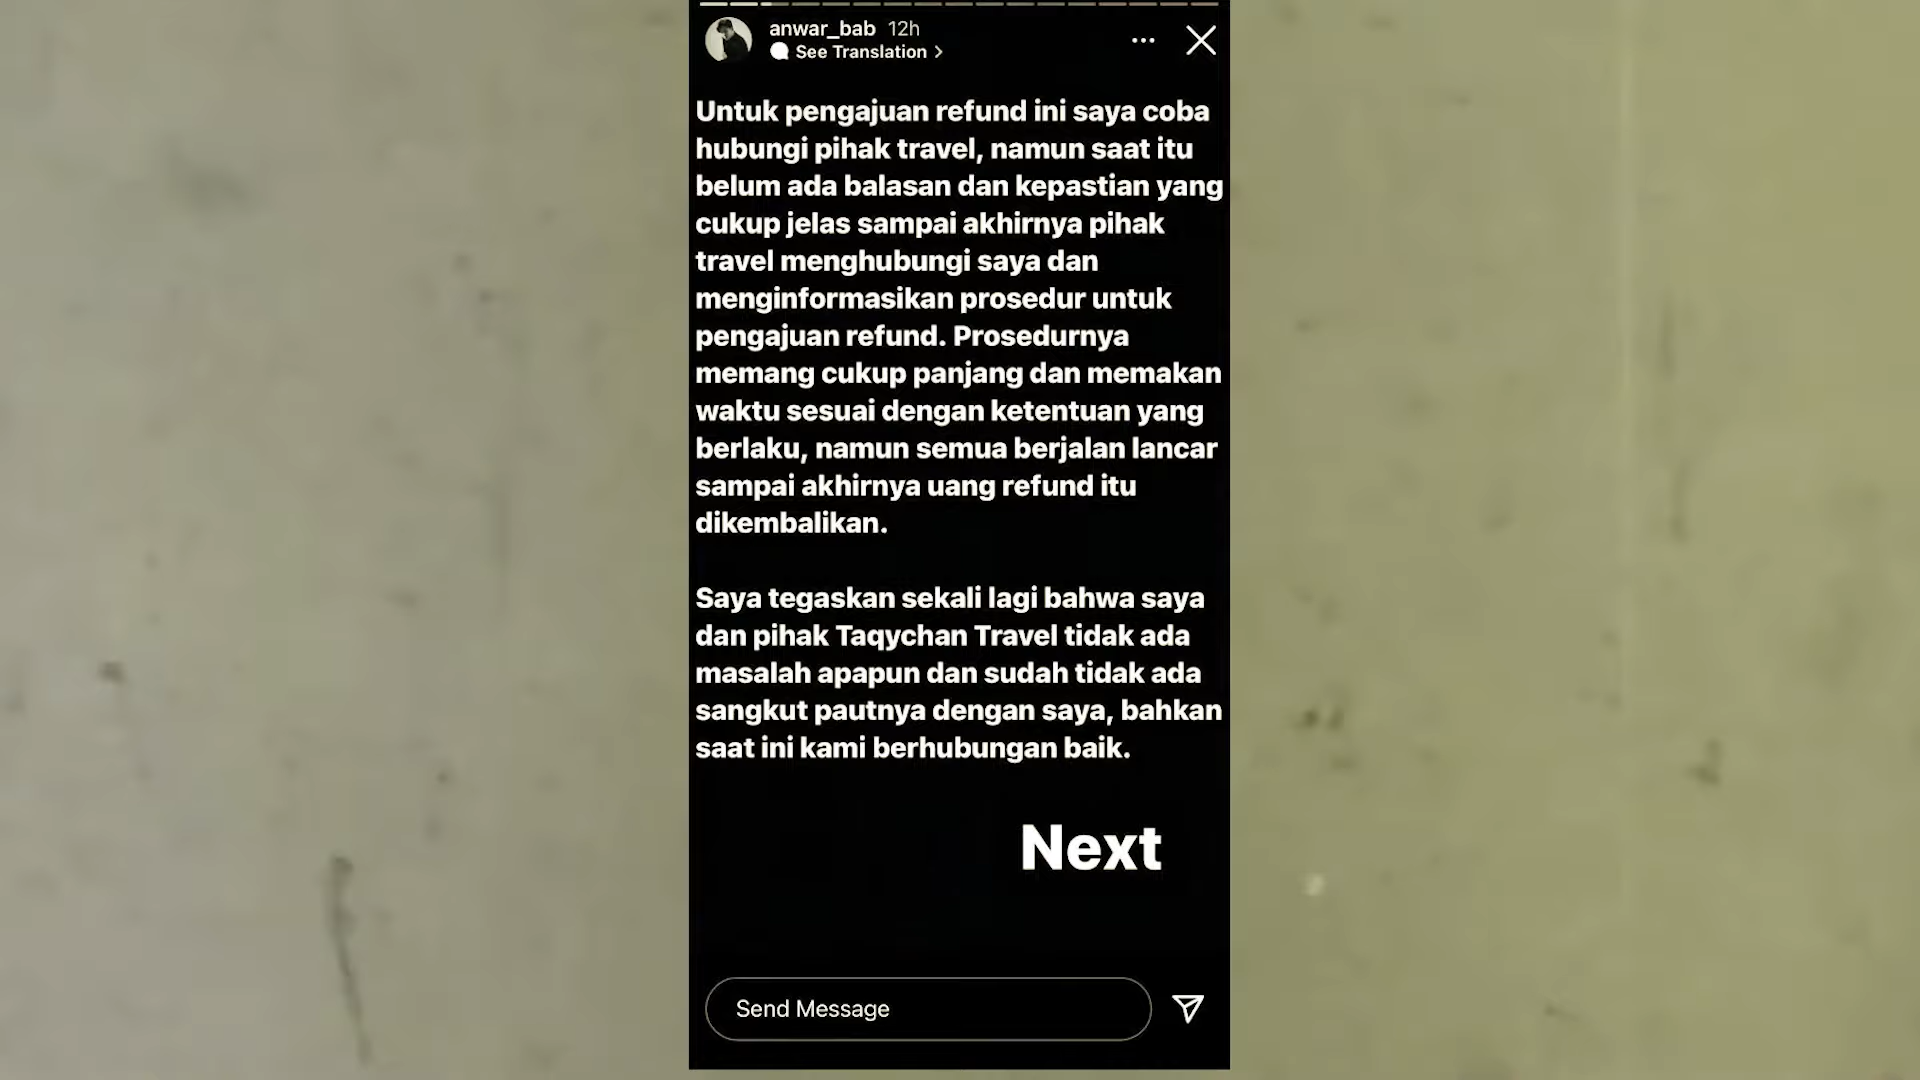 anwar_bab 12h
See Translation >
Untuk pengajuan refund ini saya coba
hubungi pihak travel, namun saat itu
belum ada balasan dan kepastian yang
cukup jelas sampai akhirnya pihak
travel menghubungi saya dan
menginformasikan prosedur untuk
pengajuan refund. Prosedurnya
memang cukup panjang dan memakan
waktu sesuai dengan ketentuan yang
berlaku, namun semua berjalan lancar
sampai akhirnya uang refund itu
dikembalikan.
Saya tegaskan sekali lagi bahwa saya
dan pihak Taqychan Travel tidak ada
masalah apapun dan sudah tidak ada
sangkut pautnya dengan saya, bahkan
saat ini kami berhubungan baik.
Next
Send Message